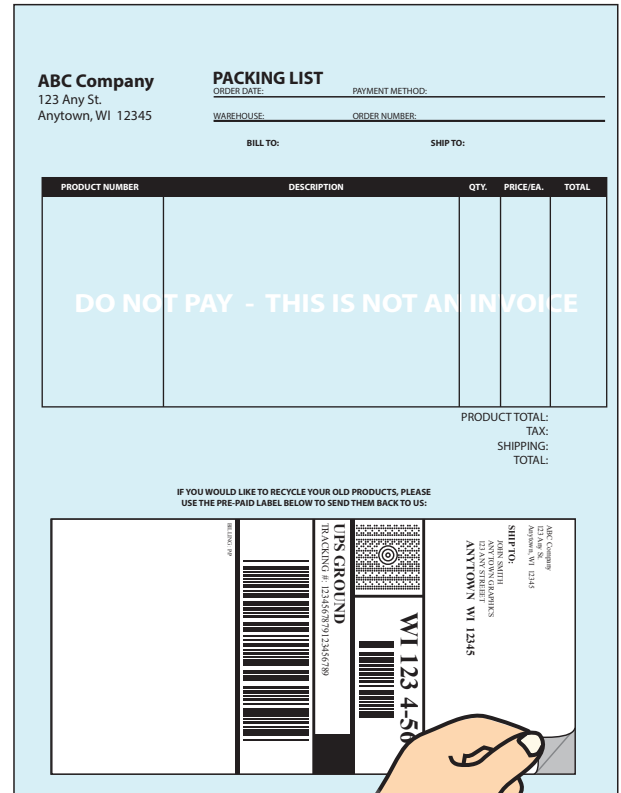 ABC Company
123 Any St.
Anytown, WI 12345
PACKING LIST
ORDER DATE: PAYMENT METHOD:
WAREHOUSE: ORDER NUMBER:
BILL TO: SHIP TO:
PRODUCT NUMBER DESCRIPTION QTY. PRICE/EA. TOTAL
DO NOT PAY - THIS IS NOT AN INVOICE
PRODUCT TOTAL:
TAX:
SHIPPING:
TOTAL:
IF YOU WOULD LIKE TO RECYCLE YOUR OLD PRODUCTS, PLEASE
USE THE PRE-PAID LABEL BELOW TO SEND THEM BACK TO US:
ABC Company
123 Any St.
Anytown, WI 12345
SHIP TO:
JOHN SMITH
ANYTOWN GRAPHICS
123 ANY STREEET
ANYTOWN WI 12345
WI 123 4-56
UPS GROUND
TRACKING #: 1234567879123456789
BILLING: P/P